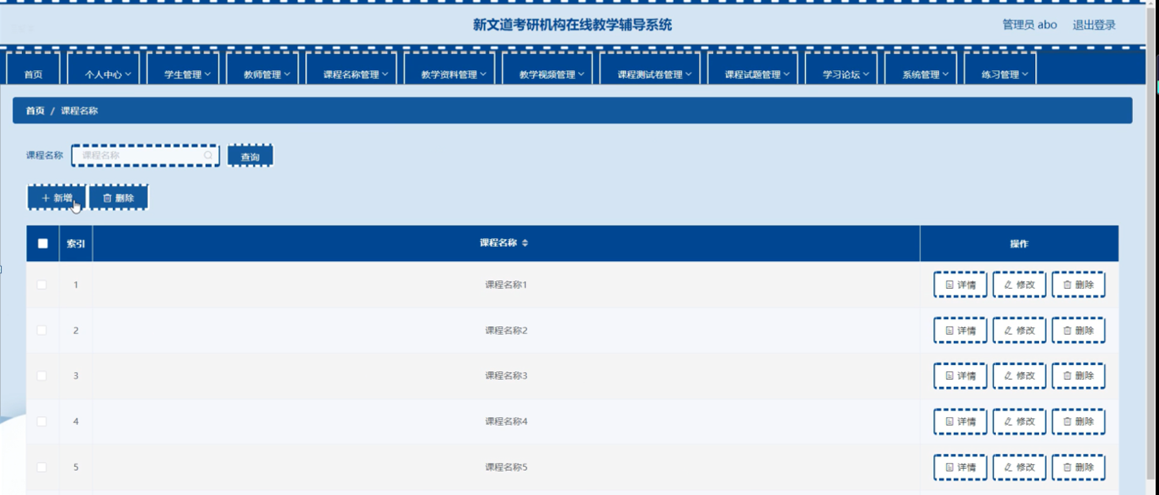 新文道考研机构在线教学辅导系统
管理员 abo 退出登录
首页 个人中心 学生管理 教师管理 课程名称管理 教学资料管理 教学视频管理 课程测试卷管理 课程试题管理 学习论坛 系统管理 练习管理
首页 / 课程名称
课程名称 课程名称 查询
+ 新增 删除
索引 课程名称 操作
1 课程名称1 详情 修改 删除
2 课程名称2 详情 修改 删除
3 课程名称3 详情 修改 删除
4 课程名称4 详情 修改 删除
5 课程名称5 详情 修改 删除